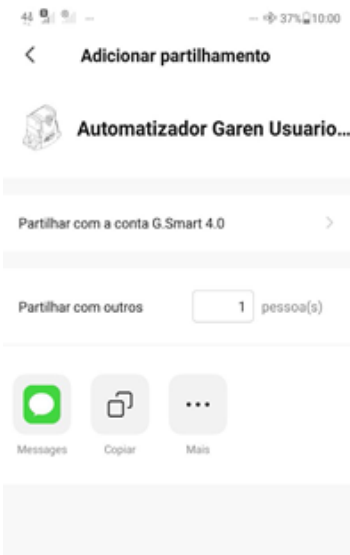 37% 10:00
Adicionar partilhamento
Automatizador Garen Usuario...
Partilhar com a conta G.Smart 4.0
Partilhar com outros 1 pessoa(s)
Messages Copiar Mais